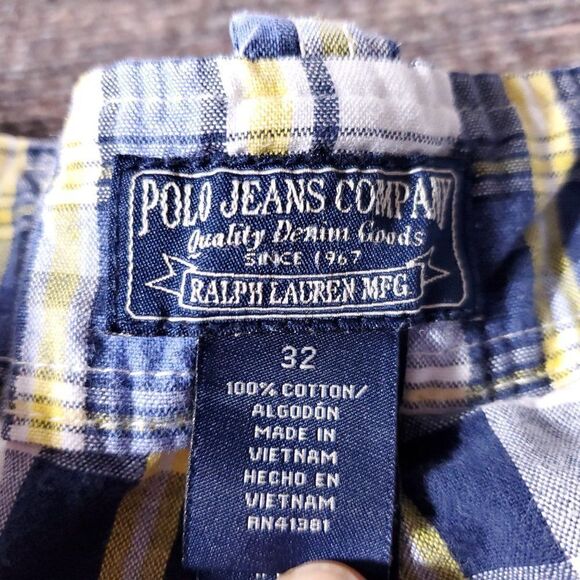 POLO JEANS COMPANY
Quality Denim Goods
SINCE 1967
RALPH LAUREN MFG.
32
100% COTTON/
ALGODÓN
MADE IN
VIETNAM
HECHO EN
VIETNAM
RN41381